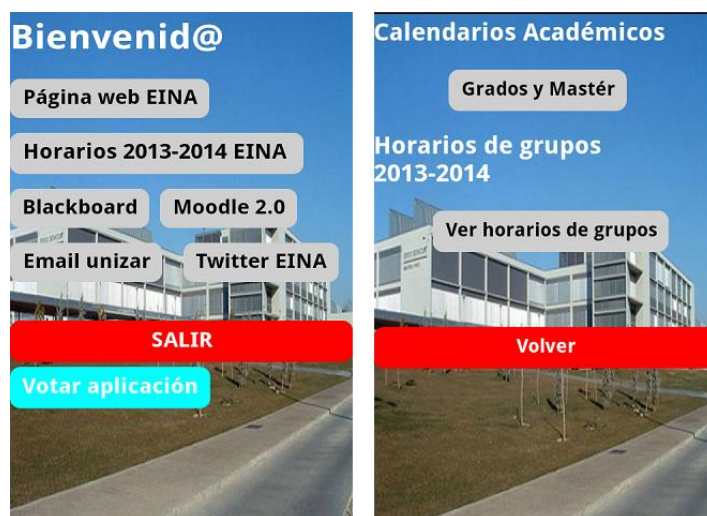 Bienvenid@
Página web EINA
Horarios 2013-2014 EINA
Blackboard Moodle 2.0
Email unizar Twitter EINA
SALIR
Votar aplicación
Calendarios Académicos
Grados y Mastér
Horarios de grupos
2013-2014
Ver horarios de grupos
Volver